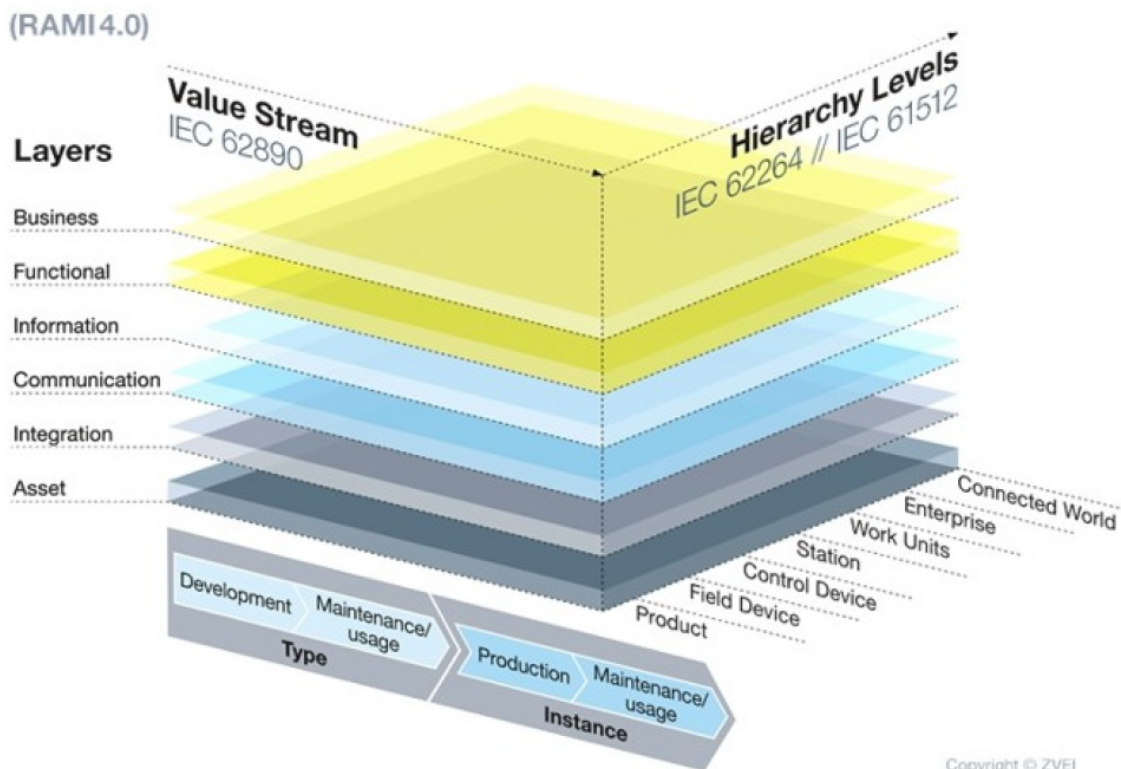 (RAMI 4.0)
Value Stream
IEC 62890
Hierarchy Levels
IEC 62264 // IEC 61512
Layers
Business
Functional
Information
Communication
Integration
Asset
Connected World
Enterprise
Work Units
Station
Control Device
Field Device
Product
Development
Maintenance/
usage
Type
Production
Maintenance/
usage
Instance
Copyright ©